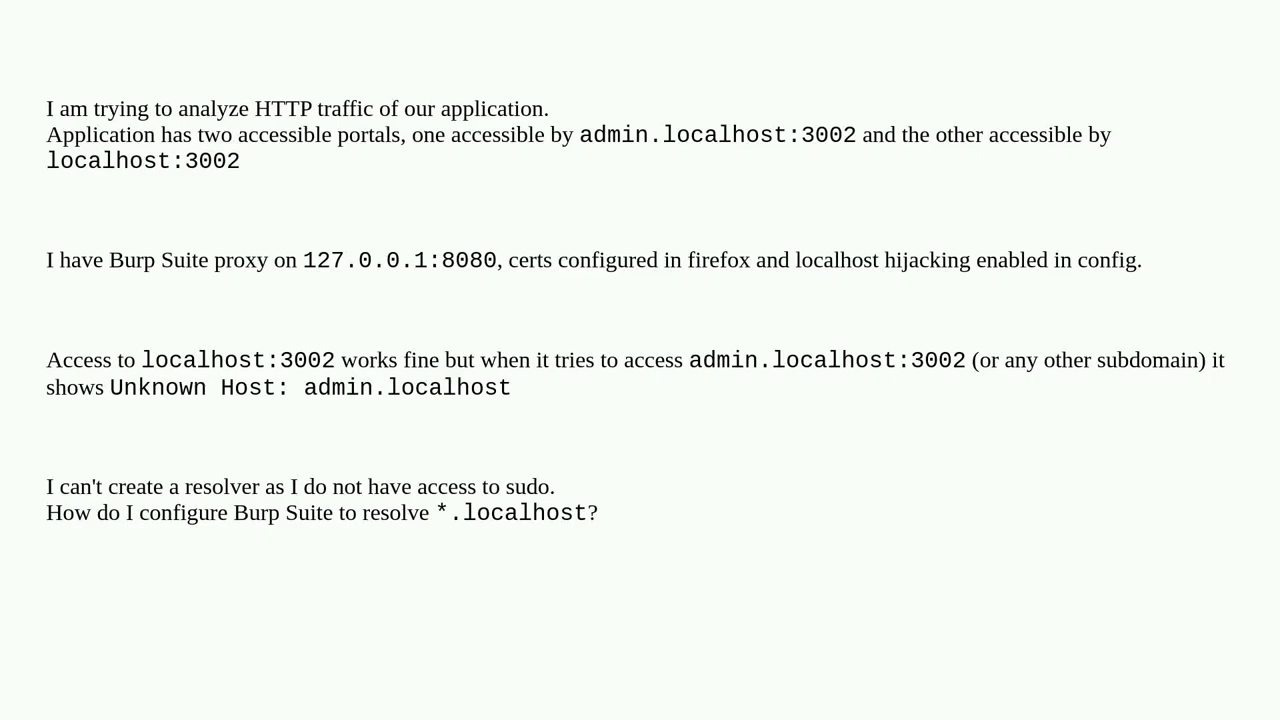 I am trying to analyze HTTP traffic of our application.
Application has two accessible portals, one accessible by admin.localhost:3002 and the other accessible by
localhost:3002
I have Burp Suite proxy on 127.0.0.1:8080, certs configured in firefox and localhost hijacking enabled in config.
Access to localhost:3002 works fine but when it tries to access admin.localhost:3002 (or any other subdomain) it
shows Unknown Host: admin.localhost
I can't create a resolver as I do not have access to sudo.
How do I configure Burp Suite to resolve *.localhost?